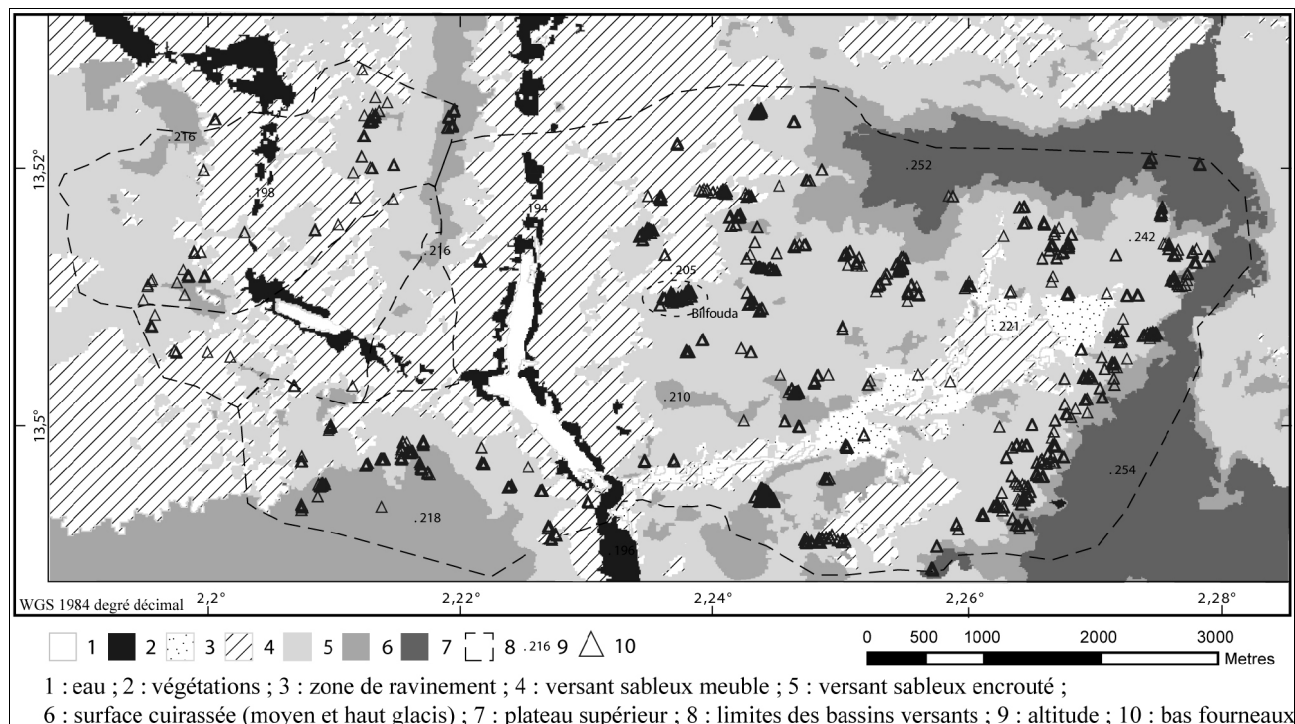 .216
.198
.194
.216
.252
.242
.205
Bilfouda
.221
.210
.254
.218
.196
13,52°
13,5°
WGS 1984 degré décimal
2,2° 2,22° 2,24° 2,26° 2,28°
1 2 3 4 5 6 7 8 .216 9 10
0 500 1000 2000 3000
Metres
1 : eau ; 2 : végétations ; 3 : zone de ravinement ; 4 : versant sableux meuble ; 5 : versant sableux encrouté ;
6 : surface cuirassée (moyen et haut glacis) ; 7 : plateau supérieur ; 8 : limites des bassins versants ; 9 : altitude ; 10 : bas fourneaux